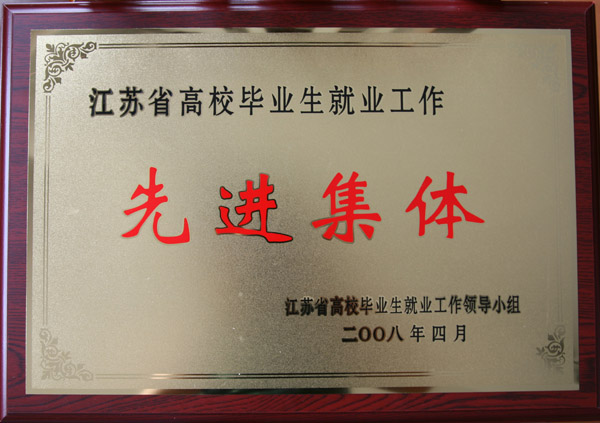 江苏省高校毕业生就业工作
先进集体
江苏省高校毕业生就业工作领导小组
二OO八年四月